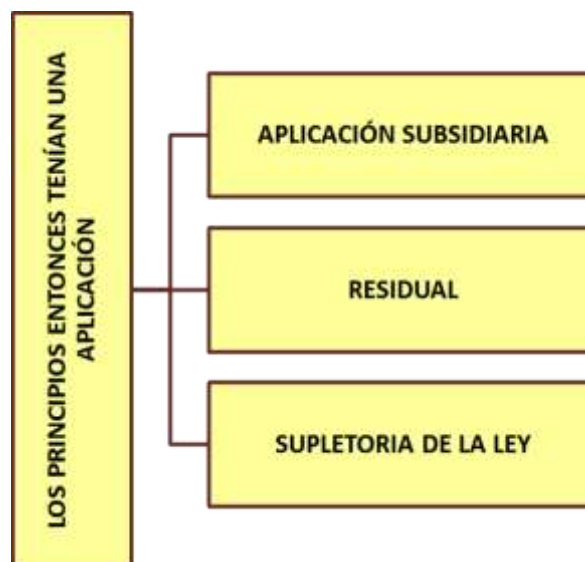 LOS PRINCIPIOS ENTONCES TENÍAN UNA
APLICACIÓN
APLICACIÓN SUBSIDIARIA
RESIDUAL
SUPLETORIA DE LA LEY